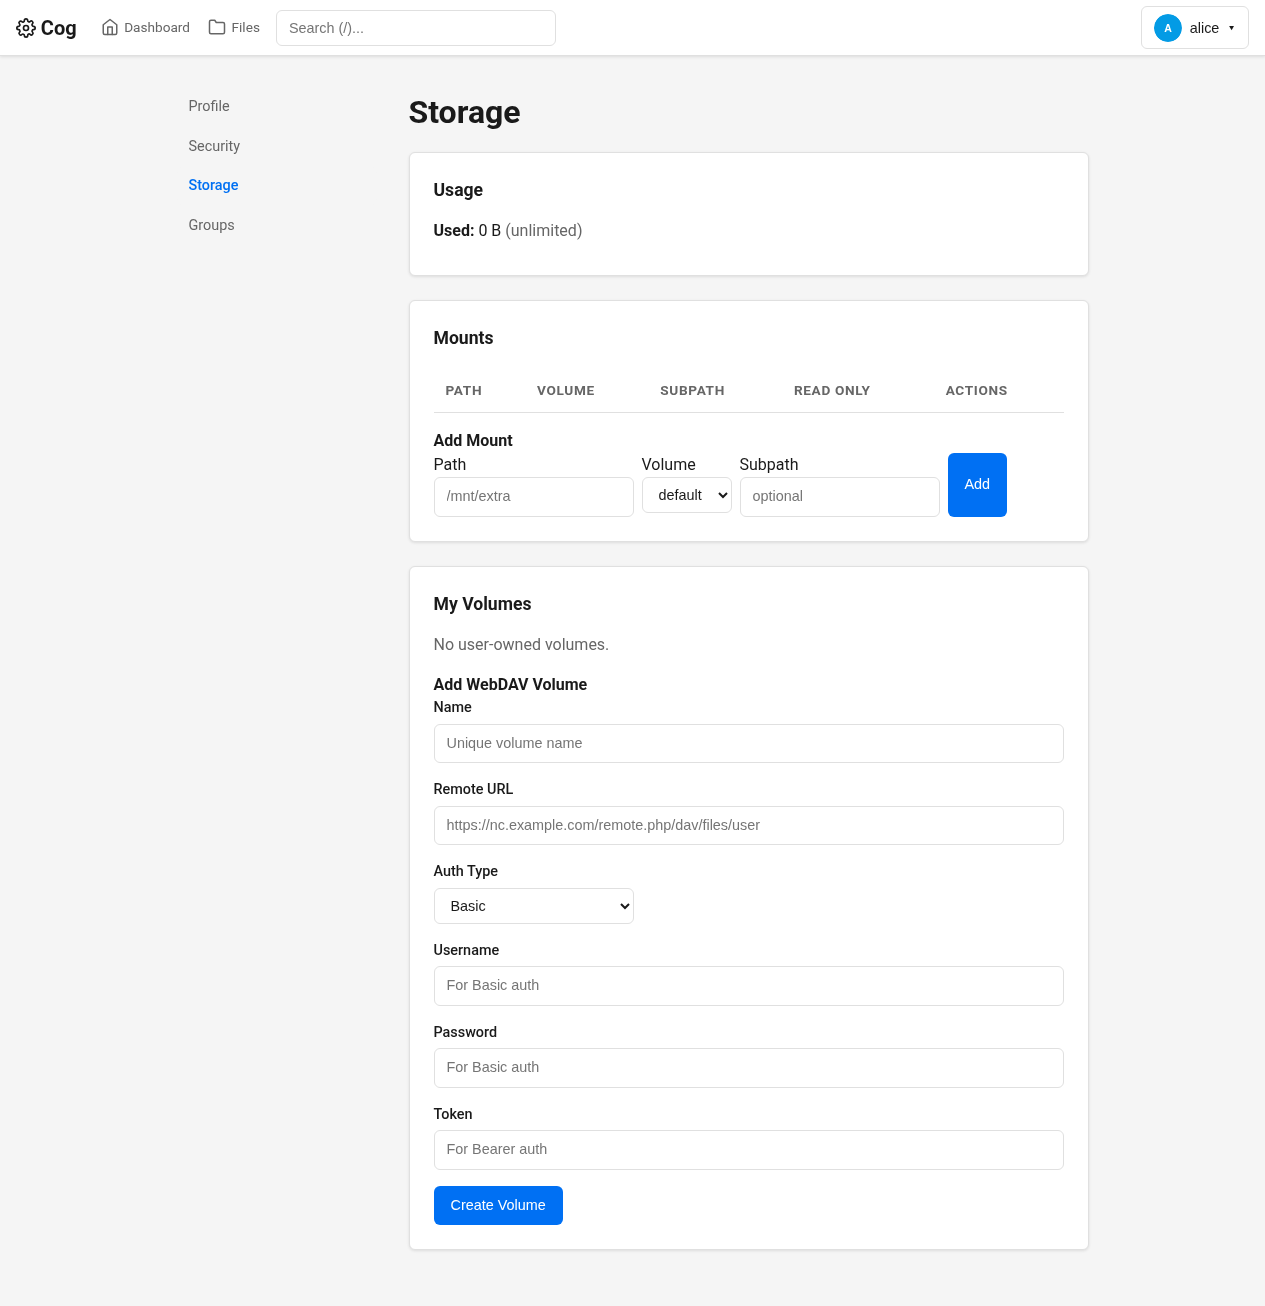 Cog
Dashboard
Files
Search (/)...
A
alice
Profile
Security
Storage
Groups
Storage
Usage
Used: 0 B (unlimited)
Mounts
PATH VOLUME SUBPATH READ ONLY ACTIONS
Add Mount
Path Volume Subpath
/mnt/extra default optional Add
My Volumes
No user-owned volumes.
Add WebDAV Volume
Name
Unique volume name
Remote URL
https://nc.example.com/remote.php/dav/files/user
Auth Type
Basic
Username
For Basic auth
Password
For Basic auth
Token
For Bearer auth
Create Volume